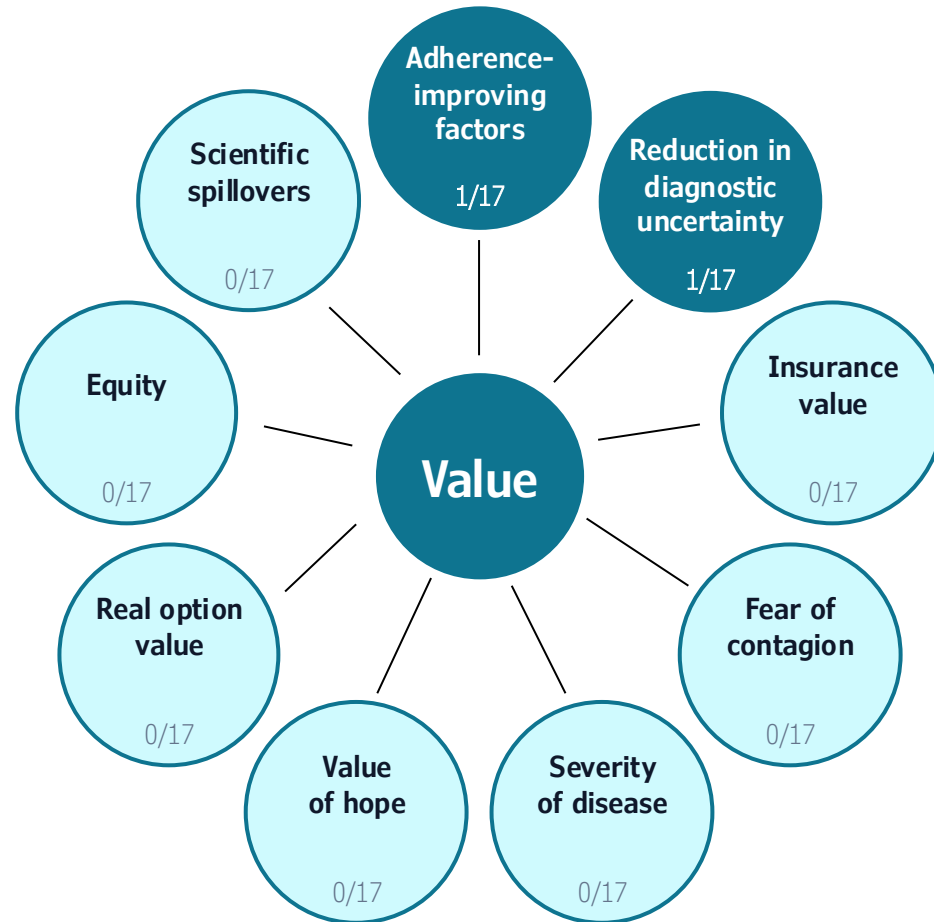 Adherence-
improving
factors
1/17
Reduction in
diagnostic
uncertainty
1/17
Insurance
value
0/17
Fear of
contagion
0/17
Severity
of disease
0/17
Value
of hope
0/17
Real option
value
0/17
Equity
0/17
Scientific
spillovers
0/17
Value